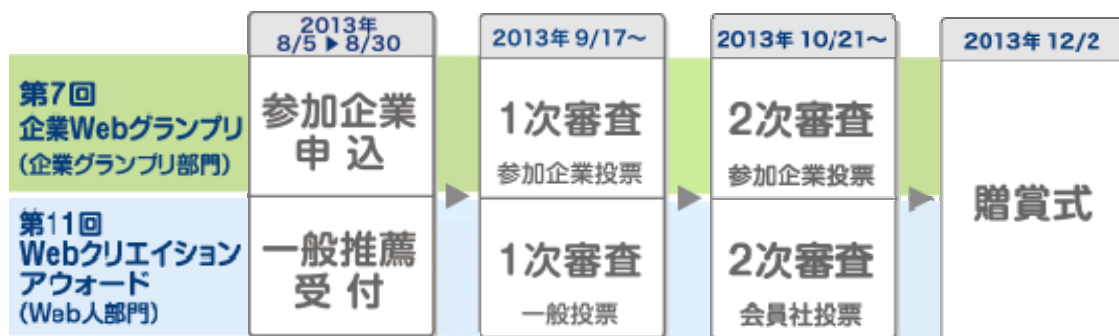 2013年
8/5▶8/30
2013年9/17〜
2013年10/21〜
2013年12/2
第7回
企業Webグランプリ
(企業グランプリ部門)
参加企業
申込
1次審査
参加企業投票
2次審査
参加企業投票
贈賞式
第11回
Webクリエイション
アウォード
(Web人部門)
一般推薦
受付
1次審査
一般投票
2次審査
会員社投票